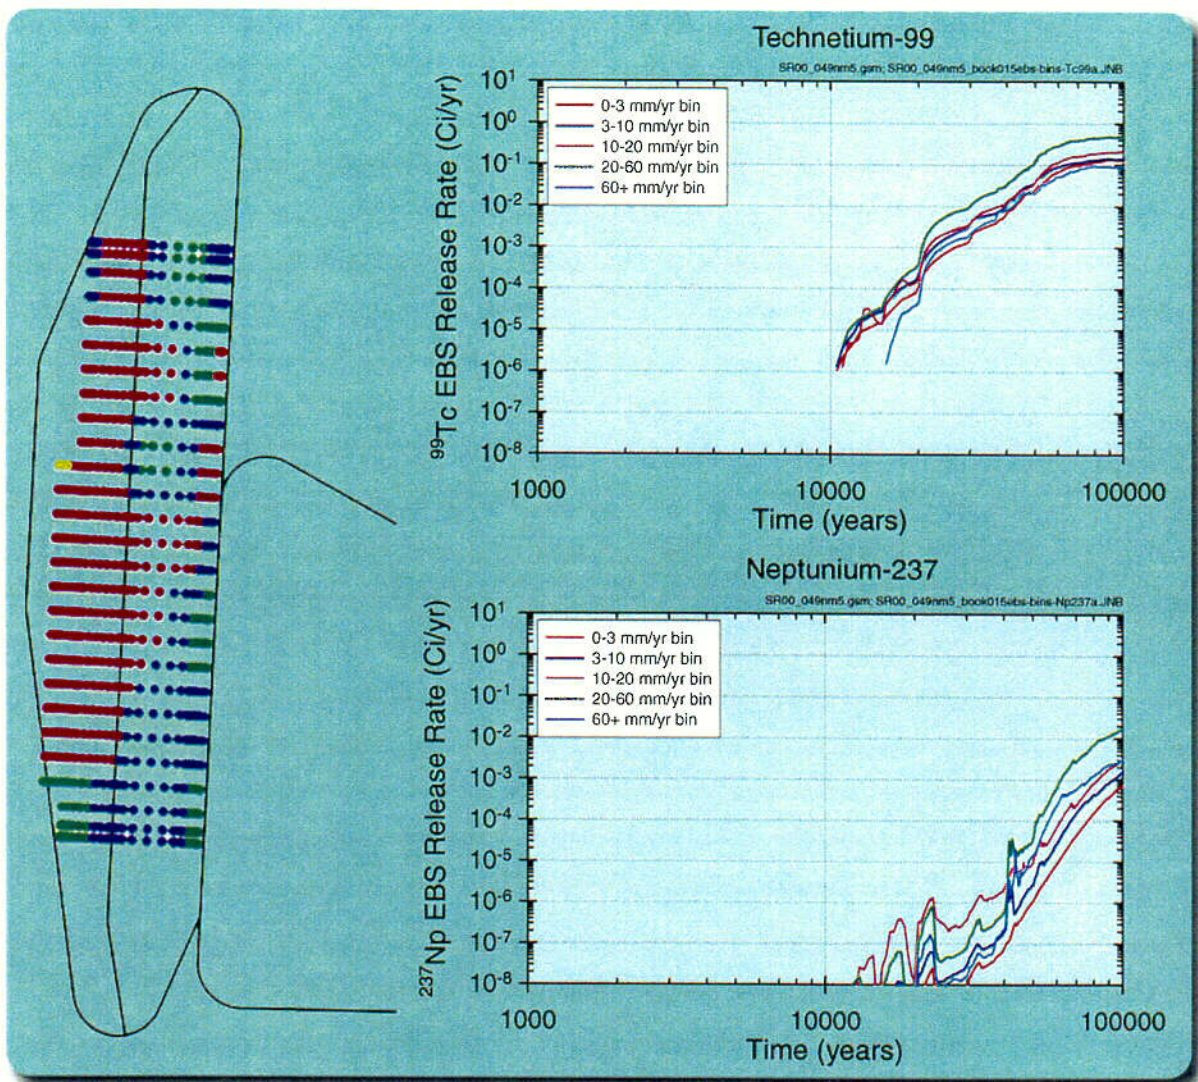 Technetium-99
SR00_049nm5.gsm; SR00_049nm5_book015ebs-bins-Tc99a.JNB
⁹⁹Tc EBS Release Rate (Ci/yr)
10¹
10⁰
10⁻¹
10⁻²
10⁻³
10⁻⁴
10⁻⁵
10⁻⁶
10⁻⁷
10⁻⁸
0-3 mm/yr bin
3-10 mm/yr bin
10-20 mm/yr bin
20-60 mm/yr bin
60+ mm/yr bin
1000 10000 100000
Time (years)
Neptunium-237
SR00_049nm5.gsm; SR00_049nm5_book015ebs-bins-Np237a.JNB
²³⁷Np EBS Release Rate (Ci/yr)
10¹
10⁰
10⁻¹
10⁻²
10⁻³
10⁻⁴
10⁻⁵
10⁻⁶
10⁻⁷
10⁻⁸
0-3 mm/yr bin
3-10 mm/yr bin
10-20 mm/yr bin
20-60 mm/yr bin
60+ mm/yr bin
1000 10000 100000
Time (years)